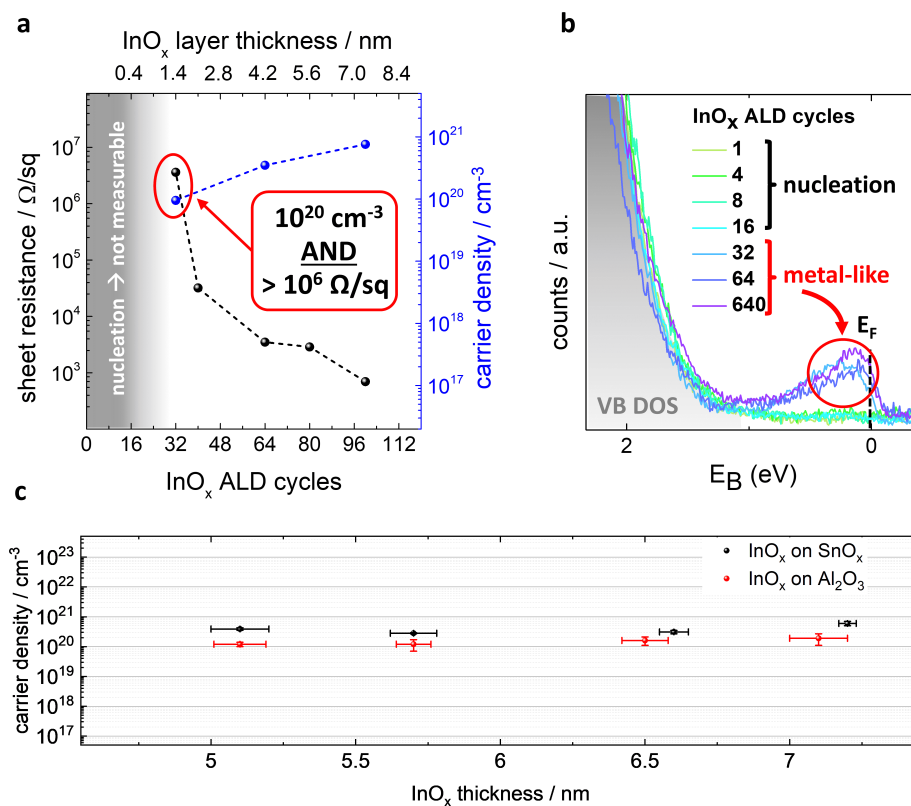 a
InOₓ layer thickness / nm
0.4 1.4 2.8 4.2 5.6 7.0 8.4
sheet resistance / Ω/sq
10⁷
10⁶
10⁵
10⁴
10³
nucleation → not measurable
10²⁰ cm⁻³
AND
> 10⁶ Ω/sq
10²¹
10²⁰
10¹⁹
10¹⁸
10¹⁷
carrier density / cm⁻³
0 16 32 48 64 80 96 112
InOₓ ALD cycles
b
counts / a.u.
InOₓ ALD cycles
1
4
8
16
32
64
640
nucleation
metal-like
E_F
VB DOS
2 1 0
E_B (eV)
c
carrier density / cm⁻³
10²³
10²²
10²¹
10²⁰
10¹⁹
10¹⁸
10¹⁷
InOₓ on SnOₓ
InOₓ on Al₂O₃
5 5.5 6 6.5 7
InOₓ thickness / nm